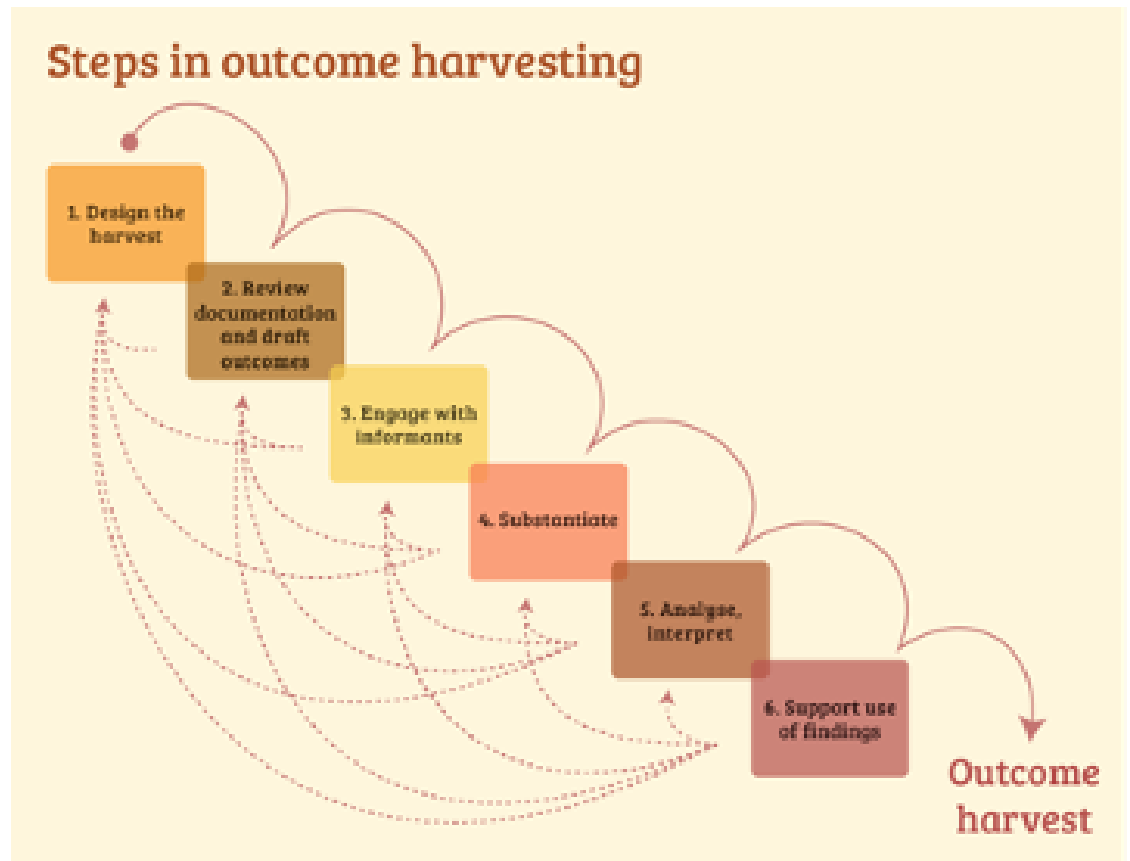 Steps in outcome harvesting
1. Design the
harvest
2. Review
documentation
and draft
outcomes
3. Engage with
informants
4. Substantiate
5. Analyse,
interpret
6. Support use
of findings
Outcome
harvest